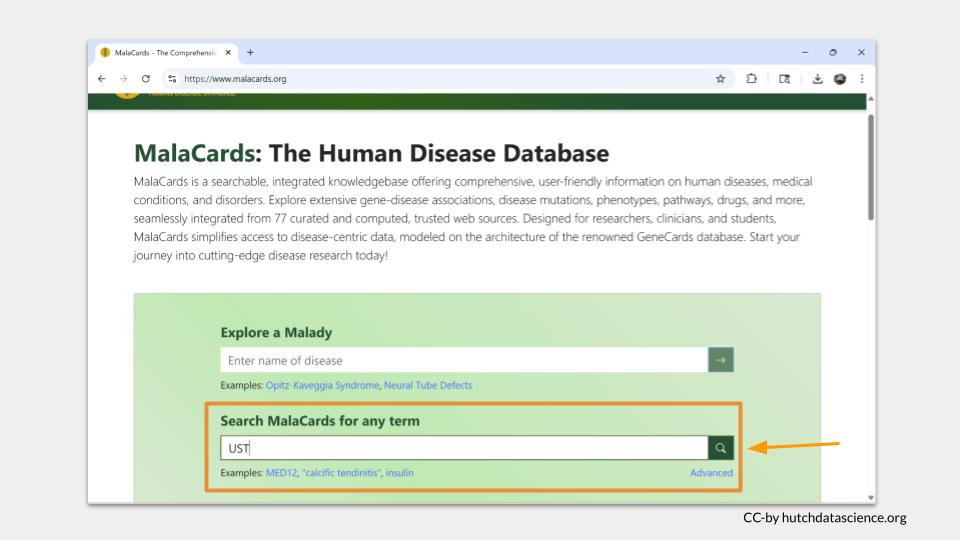 MalaCards - The Comprehensiv
https://www.malacards.org
HUMAN DISEASE DATABASE
MalaCards: The Human Disease Database
MalaCards is a searchable, integrated knowledgebase offering comprehensive, user-friendly information on human diseases, medical
conditions, and disorders. Explore extensive gene-disease associations, disease mutations, phenotypes, pathways, drugs, and more,
seamlessly integrated from 77 curated and computed, trusted web sources. Designed for researchers, clinicians, and students,
MalaCards simplifies access to disease-centric data, modeled on the architecture of the renowned GeneCards database. Start your
journey into cutting-edge disease research today!
Explore a Malady
Enter name of disease
Examples: Opitz-Kaveggia Syndrome, Neural Tube Defects
Search MalaCards for any term
UST
Examples: MED12, "calcific tendinitis", insulin
Advanced
CC-by hutchdatascience.org